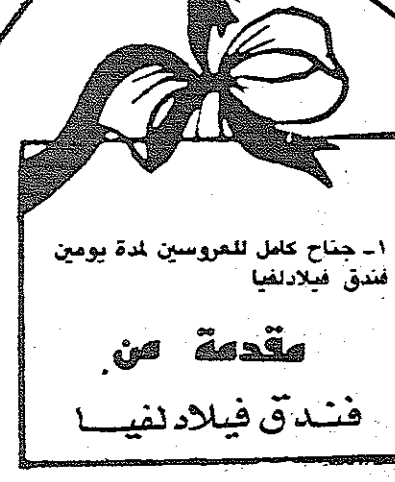 ١ـ جناح كامل للعروسين لمدة يومين
فندق فيلادلفيا
مقدمة من
فندق فيلادلفيا